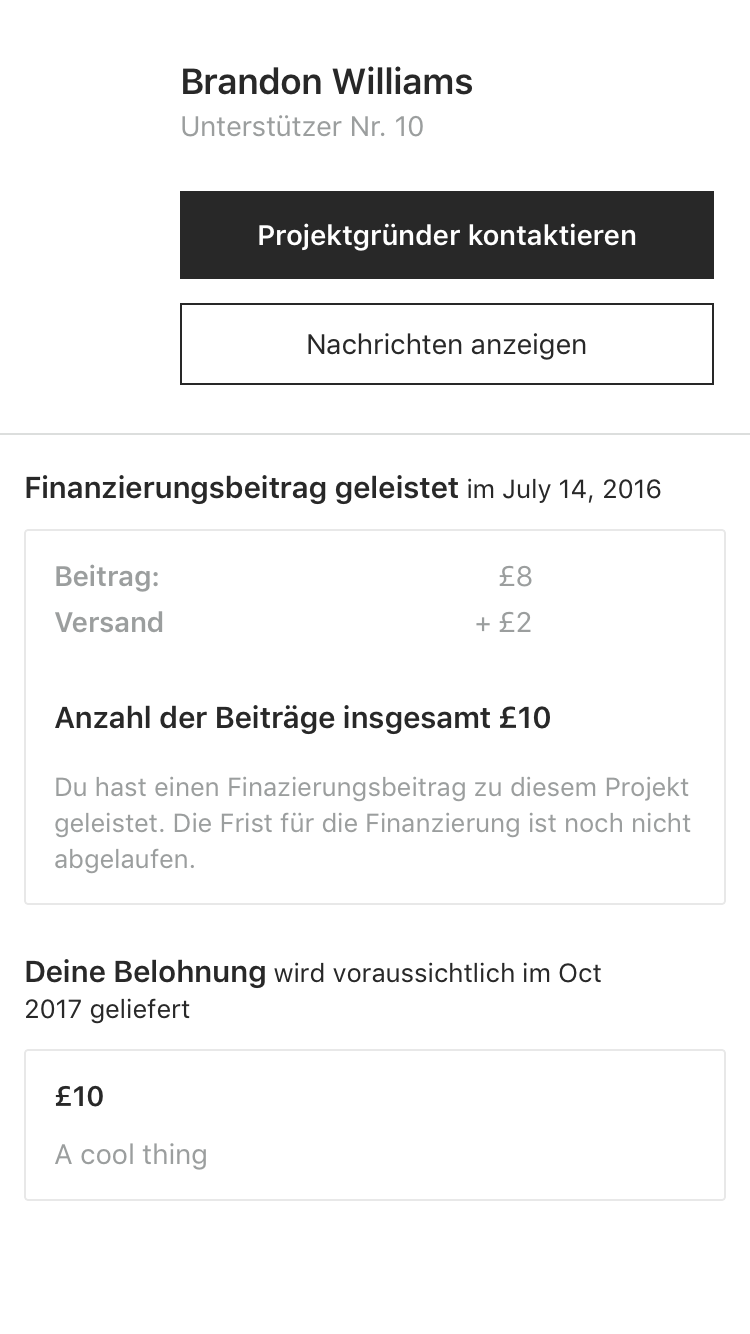 Brandon Williams
Unterstützer Nr. 10
Projektgründer kontaktieren
Nachrichten anzeigen
Finanzierungsbeitrag geleistet im July 14, 2016
Beitrag: £8
Versand + £2
Anzahl der Beiträge insgesamt £10
Du hast einen Finazierungsbeitrag zu diesem Projekt
geleistet. Die Frist für die Finanzierung ist noch nicht
abgelaufen.
Deine Belohnung wird voraussichtlich im Oct
2017 geliefert
£10
A cool thing